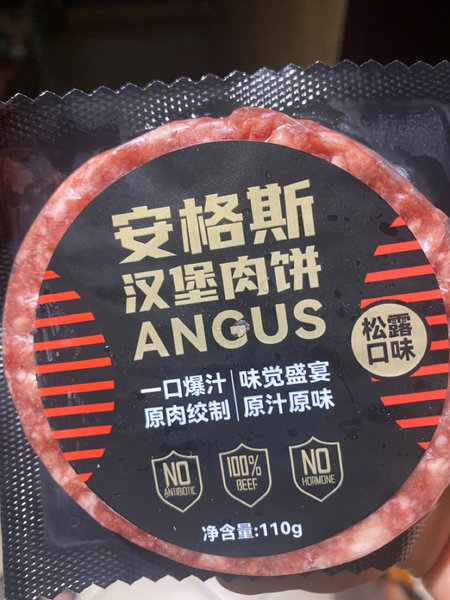 安格斯
汉堡肉饼
ANGUS
松露
口味
一口爆汁 | 味觉盛宴
原肉绞制 | 原汁原味
NO
ANTIBIOTIC
100%
BEEF
NO
HORMONE
净含量:110g